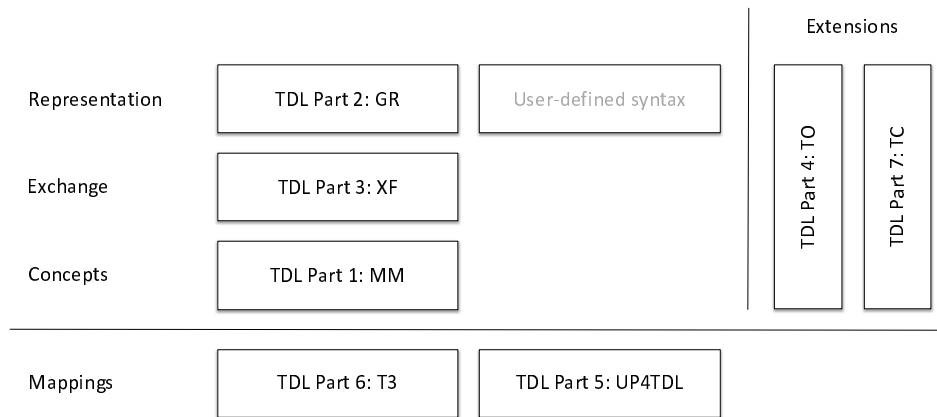 Extensions
Representation
TDL Part 2: GR
User-defined syntax
TDL Part 4: TO
TDL Part 7: TC
Exchange
TDL Part 3: XF
Concepts
TDL Part 1: MM
Mappings
TDL Part 6: T3
TDL Part 5: UP4TDL